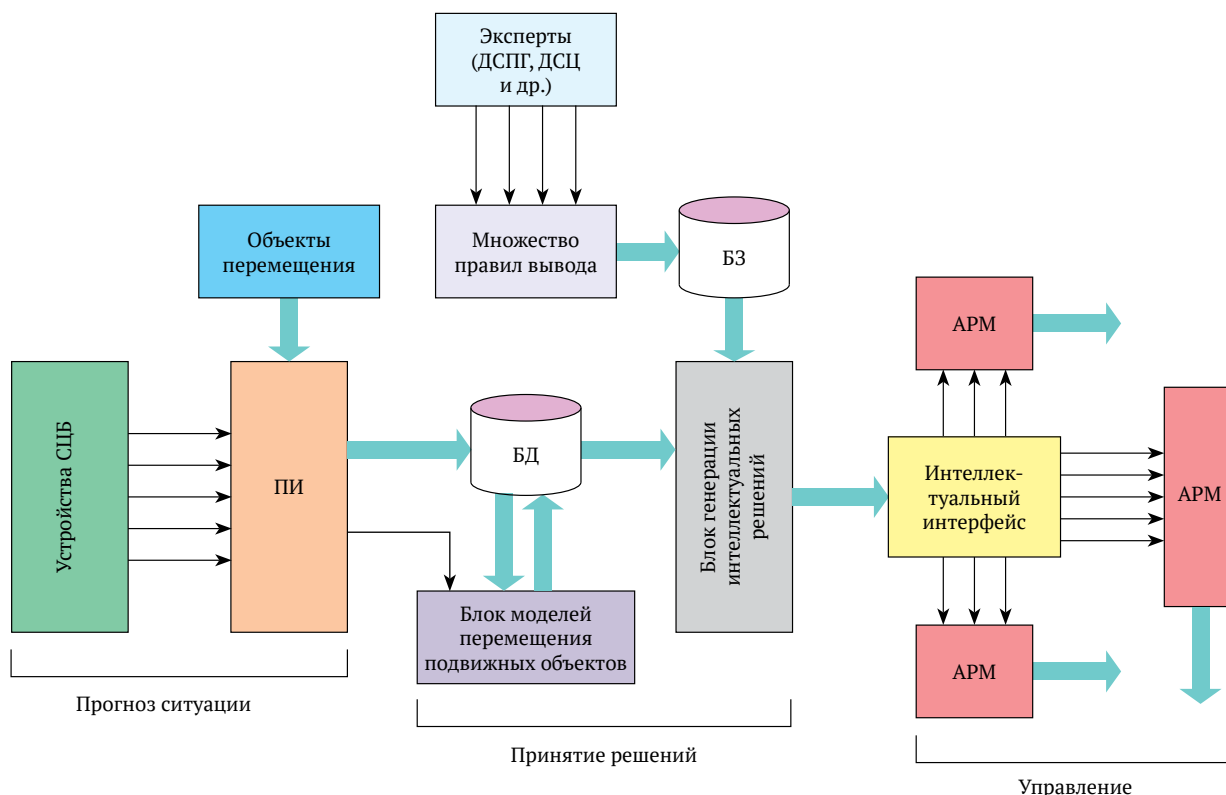 Эксперты
(ДСПГ, ДСЦ
и др.)
Объекты
перемещения
Множество
правил вывода
БЗ
АРМ
Устройства СЦБ
ПИ
БД
Блок генерации
интеллектуальных
решений
Интеллек-
туальный
интерфейс
АРМ
Блок моделей
перемещения
подвижных объектов
АРМ
Прогноз ситуации
Принятие решений
Управление